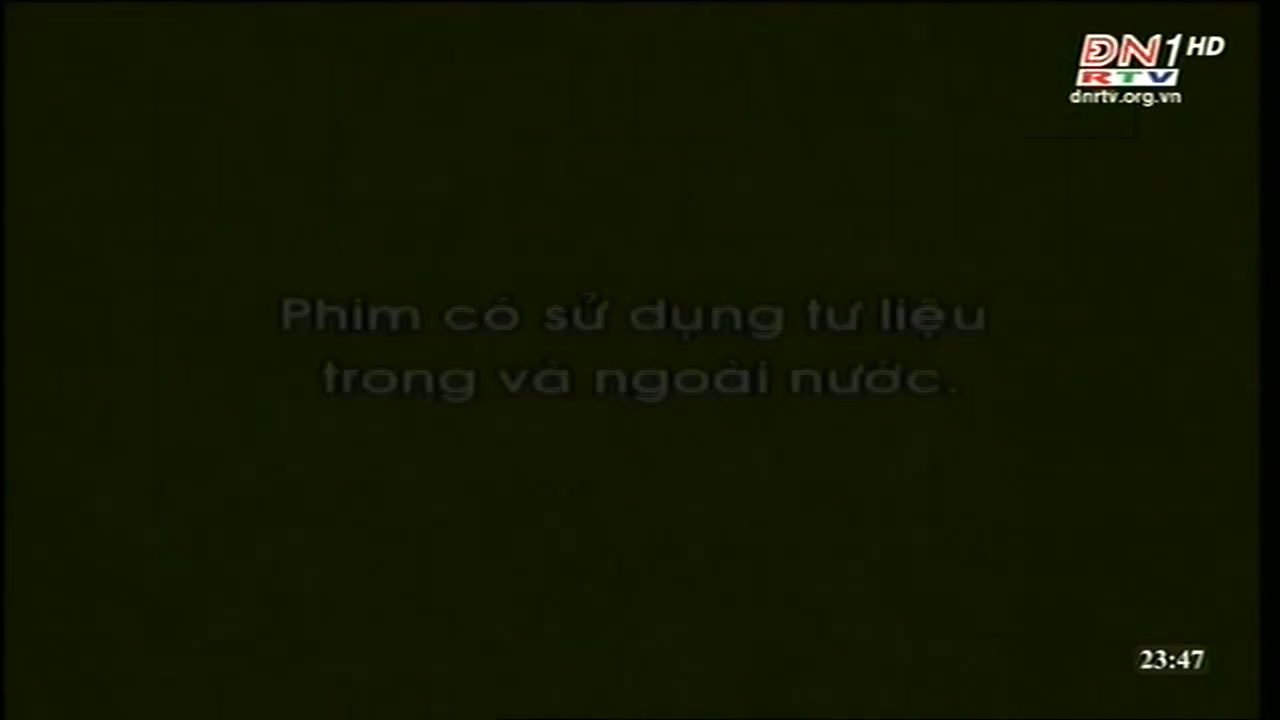 ĐN1 HD
RTV
dnrtv.org.vn
Phim có sử dụng tư liệu
trong và ngoài nước.
23:47